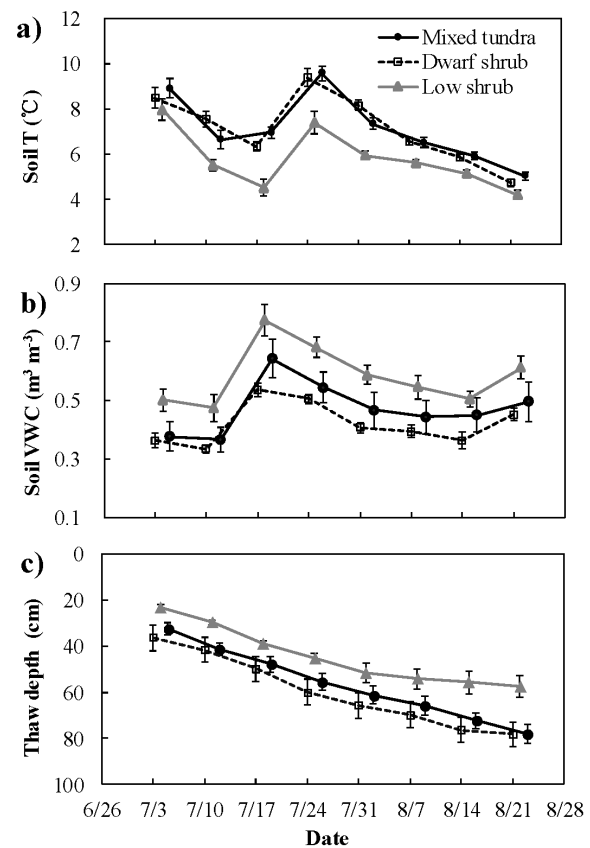 a)
12
10
8
6
4
2
Soil T (℃)
Mixed tundra
Dwarf shrub
Low shrub
b)
0.9
0.7
0.5
0.3
0.1
Soil VWC (m³ m⁻³)
c)
0
20
40
60
80
100
Thaw depth (cm)
6/26 7/3 7/10 7/17 7/24 7/31 8/7 8/14 8/21 8/28
Date